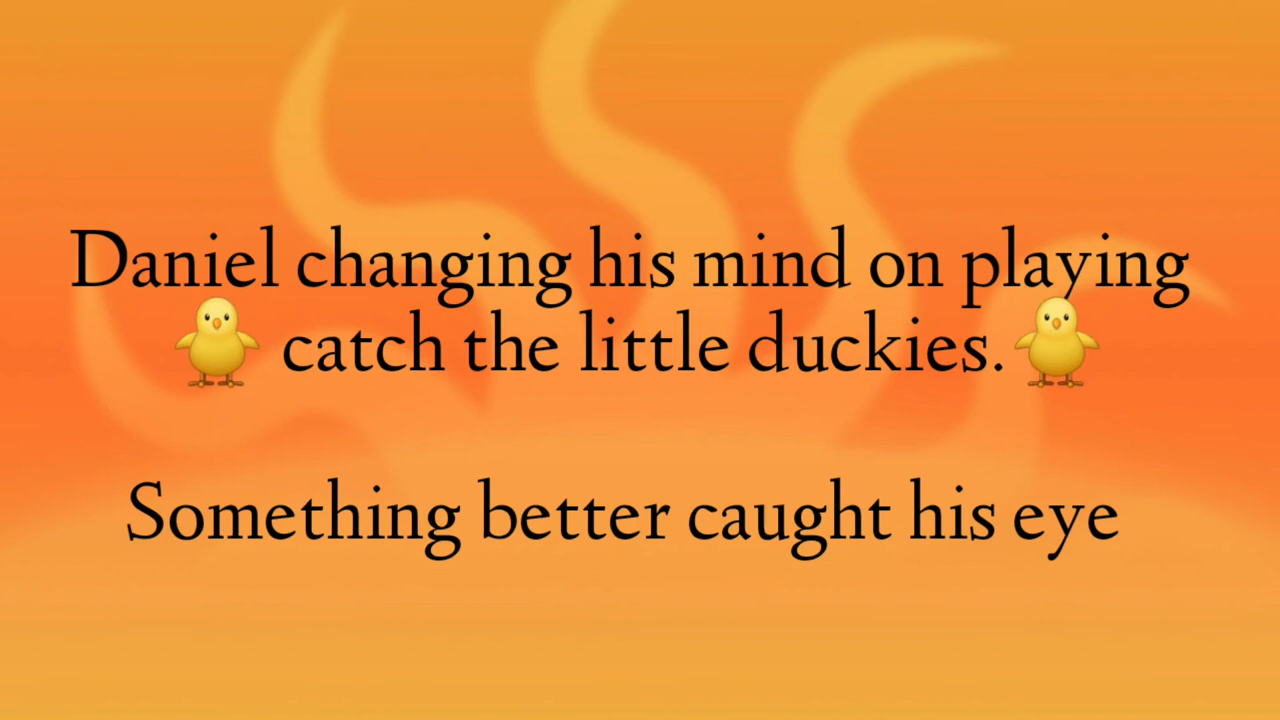 Daniel changing his mind on playing
🐥 catch the little duckies. 🐥
Something better caught his eye